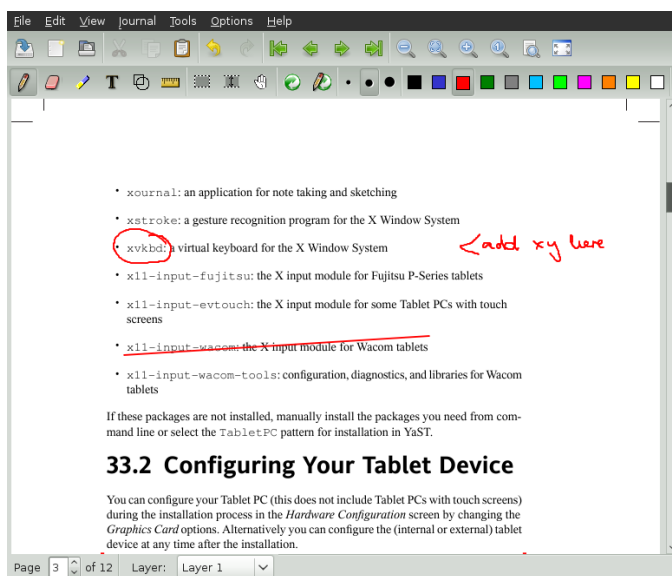 File Edit View Journal Tools Options Help
T
• xournal: an application for note taking and sketching
• xstroke: a gesture recognition program for the X Window System
• xvkbd: a virtual keyboard for the X Window System
<add xy here
• x11-input-fujitsu: the X input module for Fujitsu P-Series tablets
• x11-input-evtouch: the X input module for some Tablet PCs with touch
screens
• x11-input-wacom: the X input module for Wacom tablets
• x11-input-wacom-tools: configuration, diagnostics, and libraries for Wacom
tablets
If these packages are not installed, manually install the packages you need from com-
mand line or select the TabletPC pattern for installation in YaST.
33.2 Configuring Your Tablet Device
You can configure your Tablet PC (this does not include Tablet PCs with touch screens)
during the installation process in the Hardware Configuration screen by changing the
Graphics Card options. Alternatively you can configure the (internal or external) tablet
device at any time after the installation.
Page 3 of 12 Layer: Layer 1